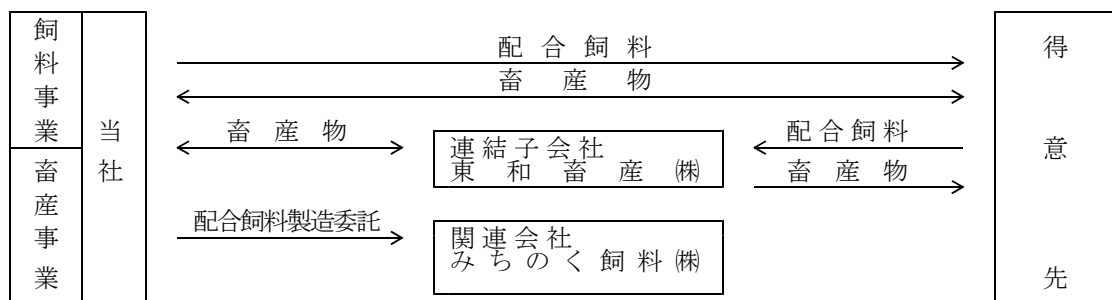 飼料事業
畜産事業
当社
配合飼料
畜産物
畜産物
連結子会社
東和畜産㈱
配合飼料
畜産物
配合飼料製造委託
関連会社
みちのく飼料㈱
得意先